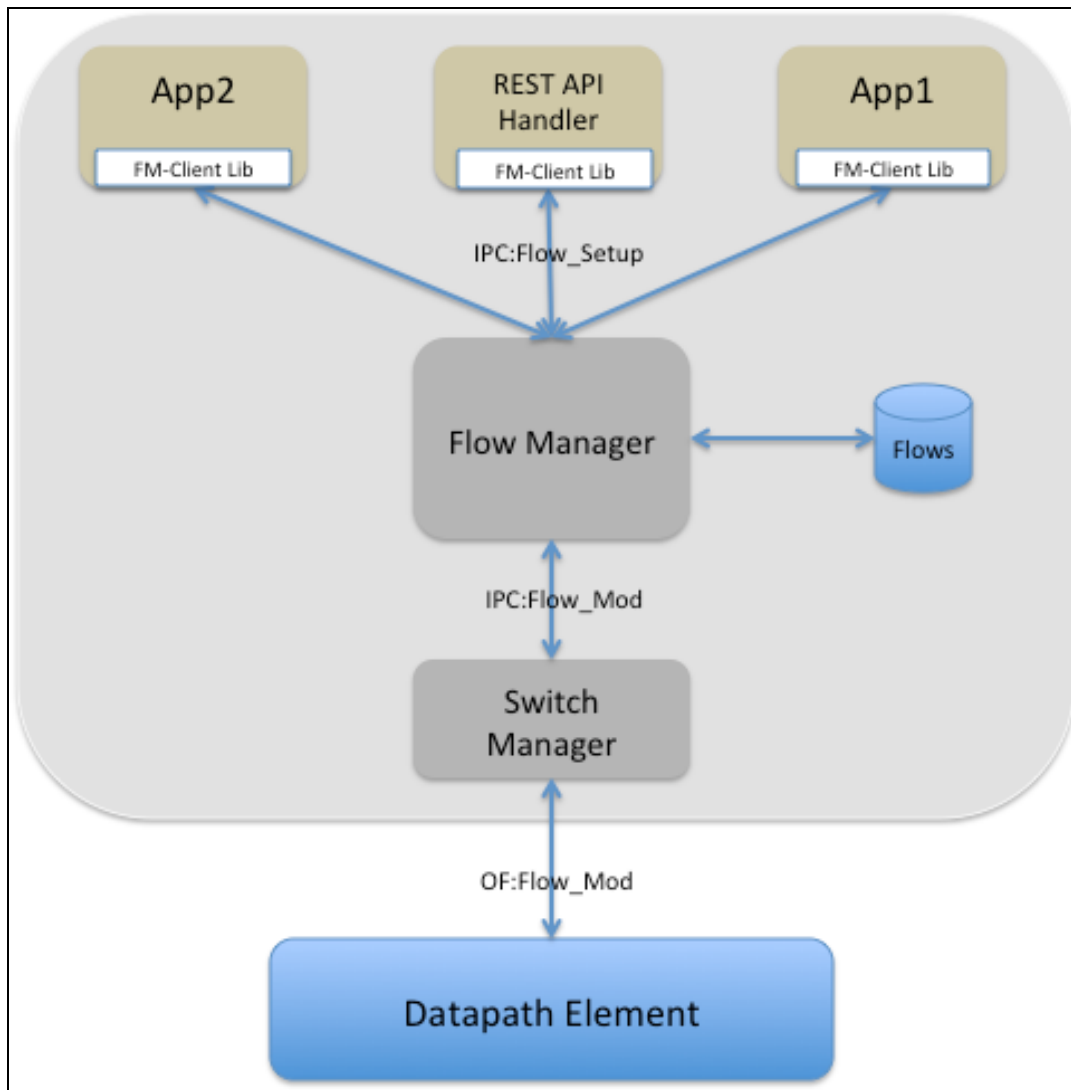 App2
REST API
Handler
App1
FM-Client Lib
FM-Client Lib
FM-Client Lib
IPC:Flow_Setup
Flow Manager
Flows
IPC:Flow_Mod
Switch
Manager
OF:Flow_Mod
Datapath Element